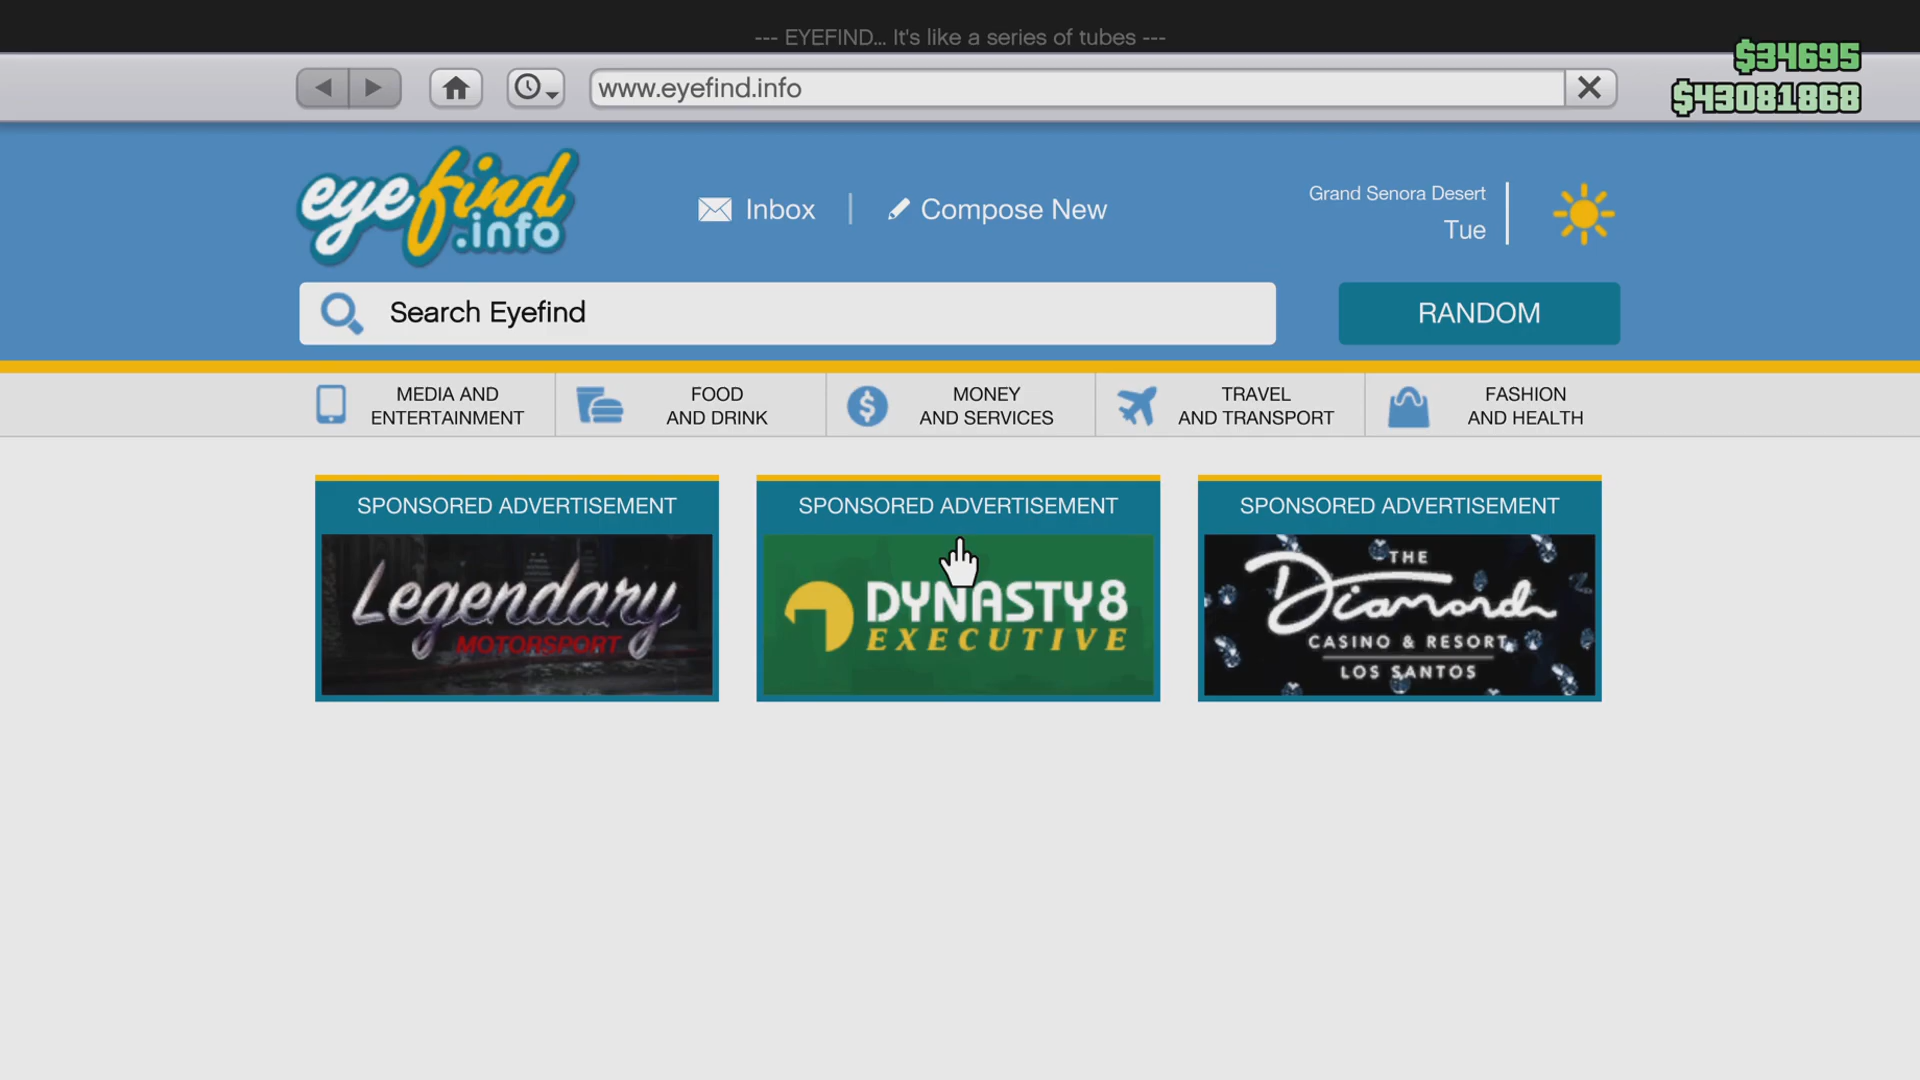 --- EYEFIND... It's like a series of tubes ---
$34695
www.eyefind.info
$43081868
eyefind
.info
Inbox
Compose New
Grand Senora Desert
Tue
Search Eyefind
RANDOM
MEDIA AND
ENTERTAINMENT
FOOD
AND DRINK
MONEY
AND SERVICES
TRAVEL
AND TRANSPORT
FASHION
AND HEALTH
SPONSORED ADVERTISEMENT
Legendary
MOTORSPORT
SPONSORED ADVERTISEMENT
DYNASTY8
EXECUTIVE
SPONSORED ADVERTISEMENT
THE
Diamond
CASINO & RESORT
LOS SANTOS